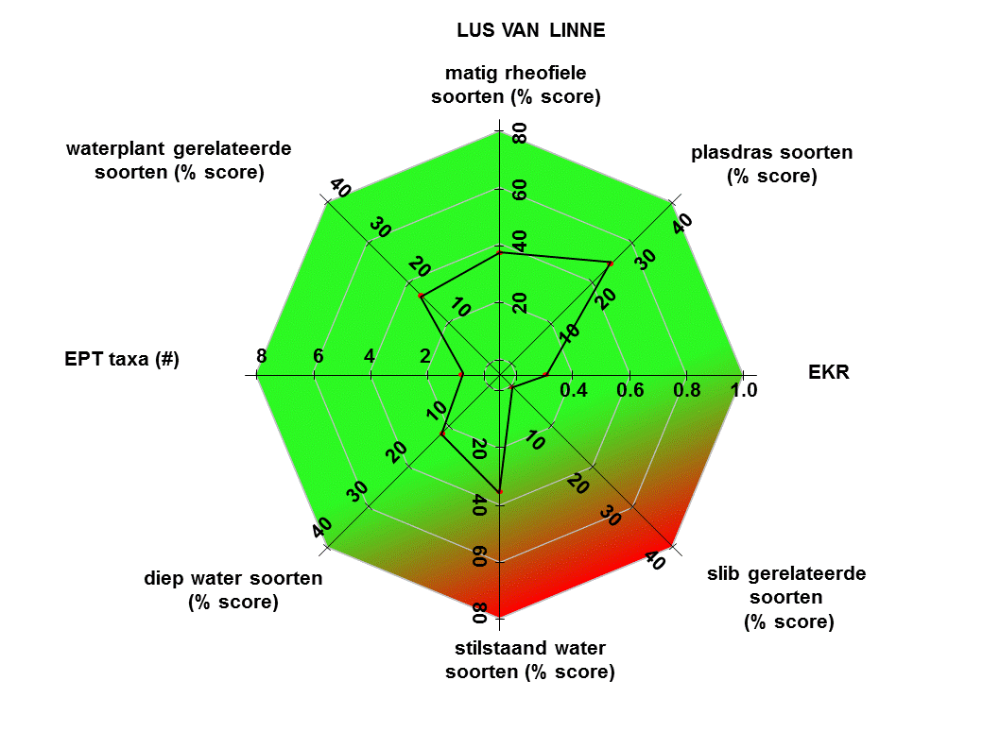 LUS VAN LINNE
matig rheofiele
soorten (% score)
waterplant gerelateerde
soorten (% score)
plasdras soorten
(% score)
80
60
40
20
40
30
20
10
40
30
20
10
EPT taxa (#)
8
6
4
2
EKR
0.4
0.6
0.8
1.0
10
20
30
40
20
40
60
80
10
20
30
40
diep water soorten
(% score)
slib gerelateerde
soorten
(% score)
stilstaand water
soorten (% score)